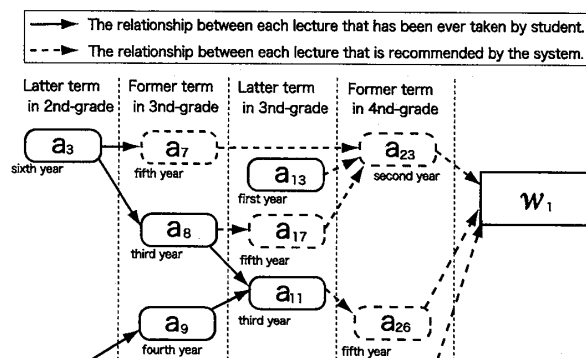 The relationship between each lecture that has been ever taken by student.
The relationship between each lecture that is recommended by the system.
Latter term Former term Latter term Former term
in 2nd-grade in 3nd-grade in 3nd-grade in 4nd-grade
a3
sixth year
a7
fifth year
a13
first year
a23
second year
w1
a8
third year
a17
fifth year
a11
third year
a9
fourth year
a26
fifth year